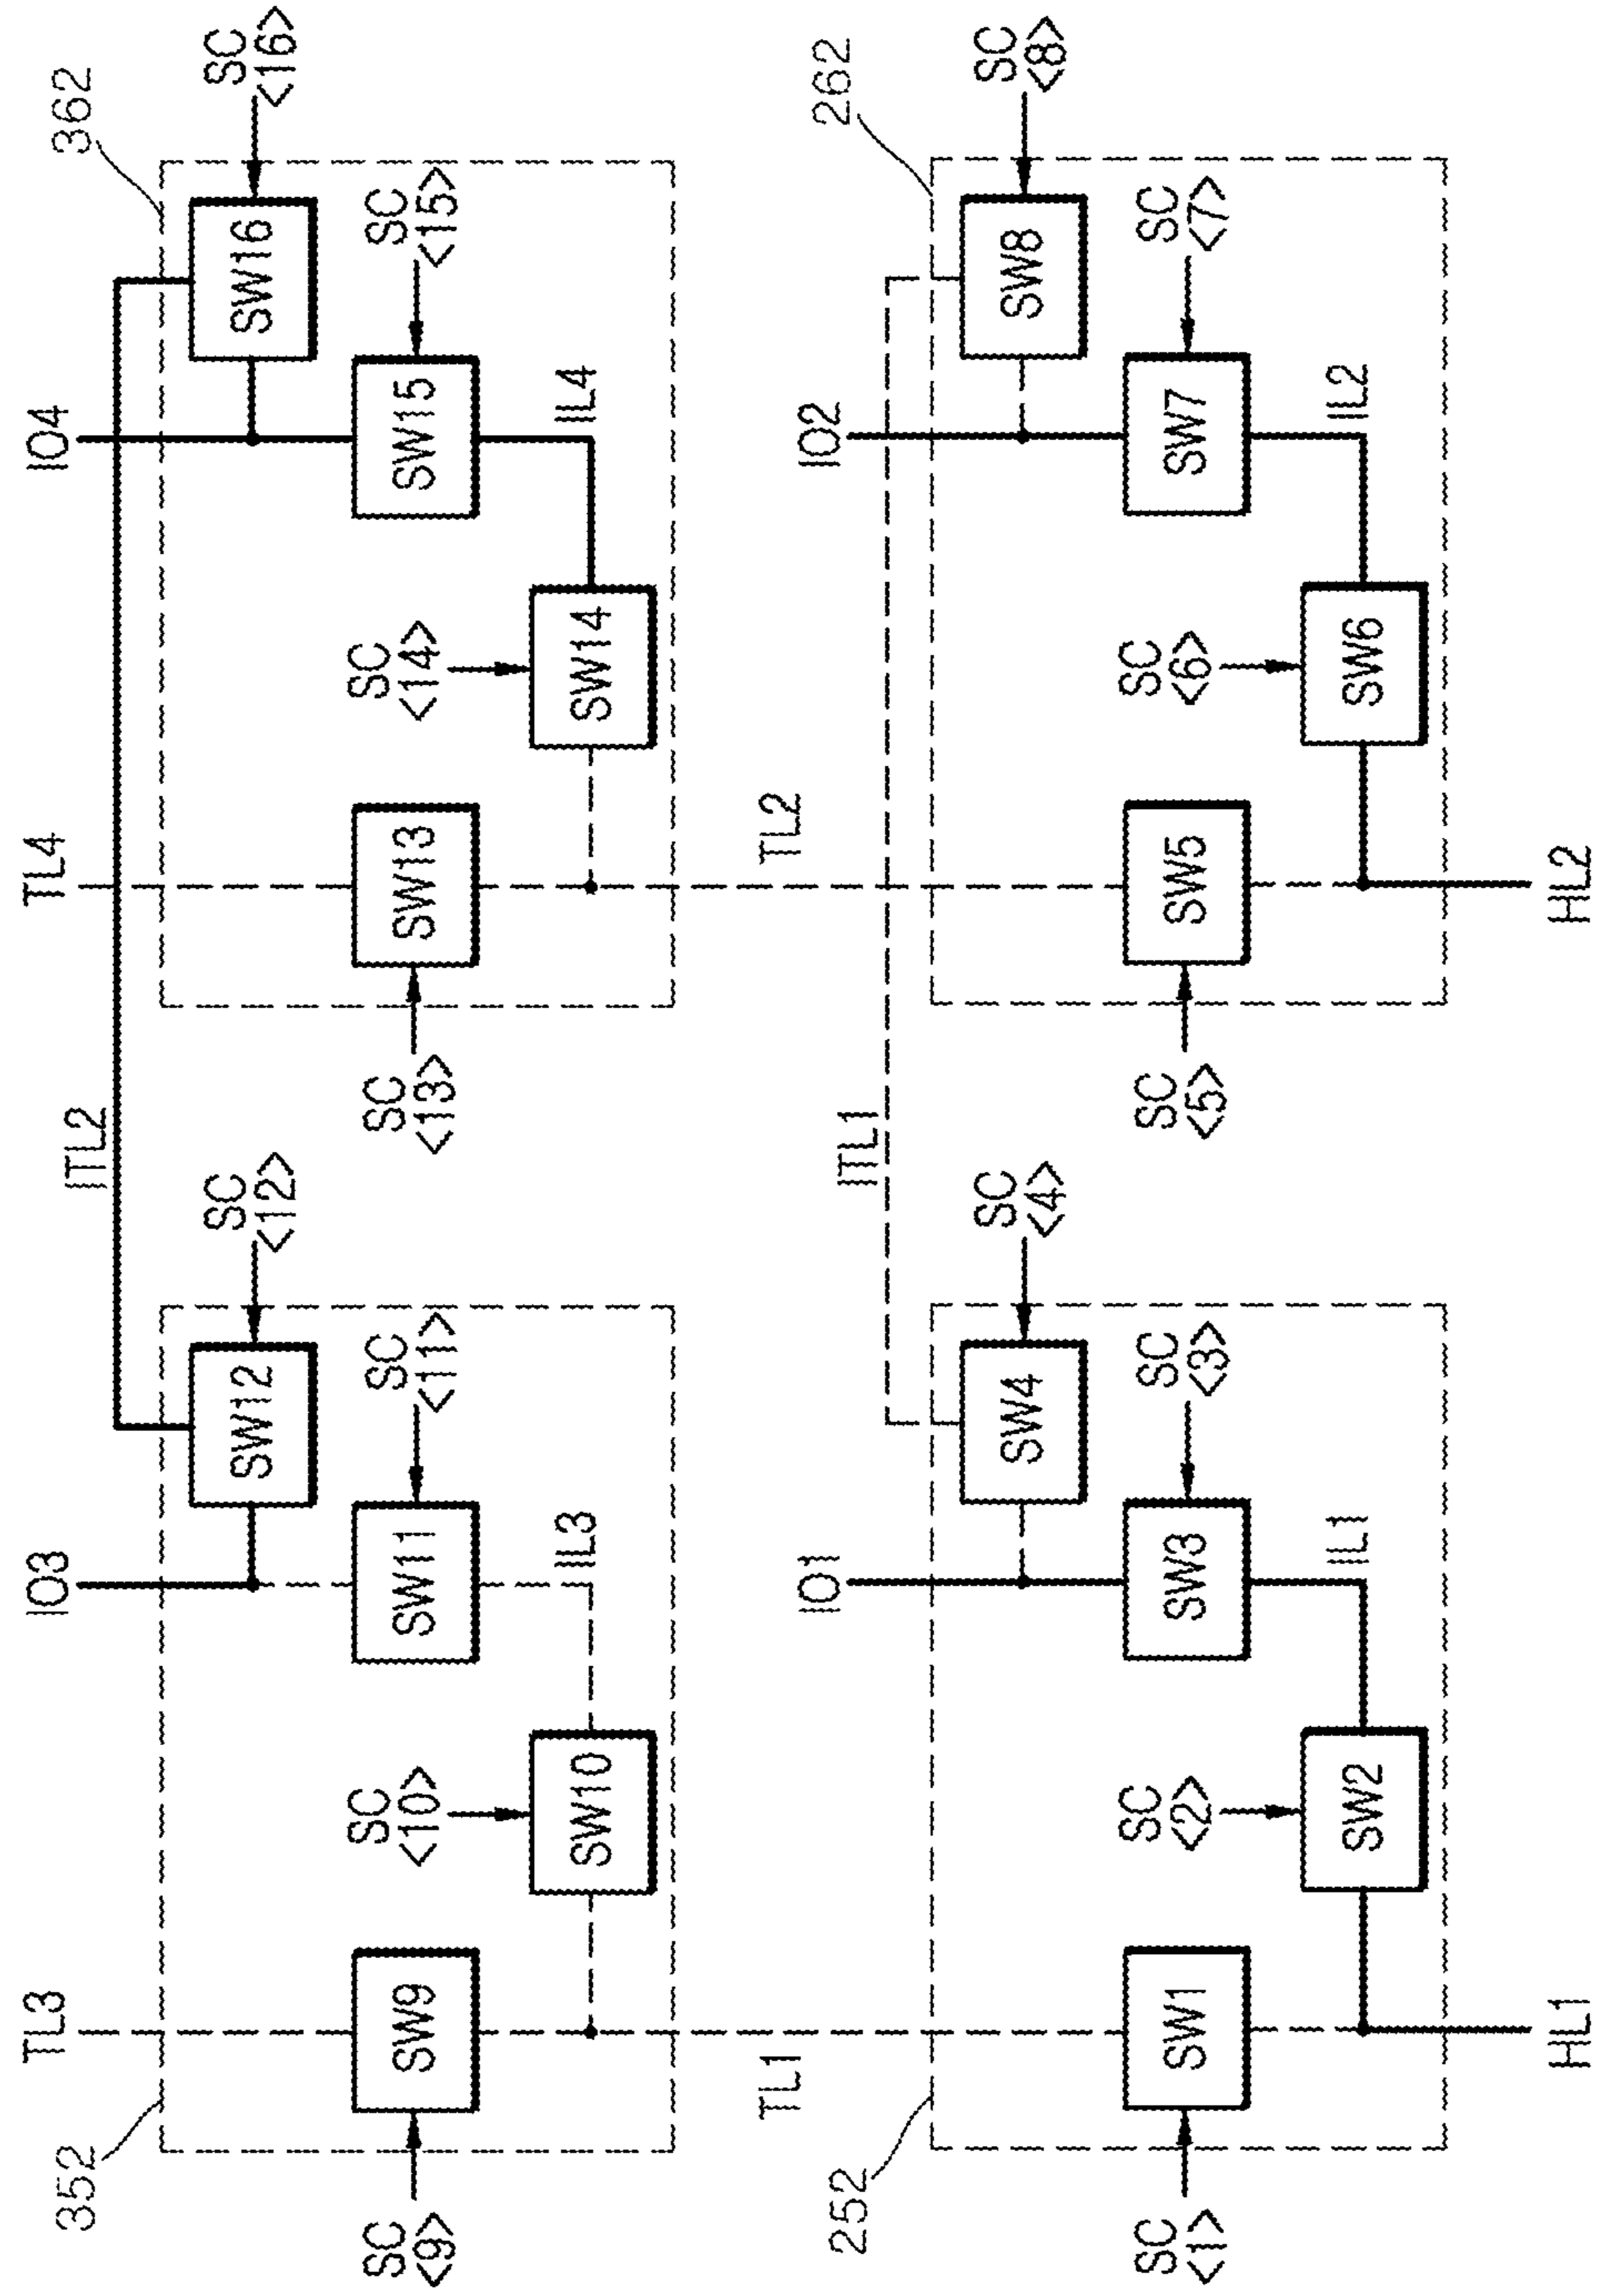 TL3
IO3
ITL2
TL4
IO4
352
362
SC
<9>
SW9
SC
<10>
SW10
SW11
SC
<11>
IL3
SW12
SC
<12>
SC
<13>
SW13
SC
<14>
SW14
SW15
SC
<15>
IL4
SW16
SC
<16>
TL1
IO1
ITL1
TL2
IO2
252
262
SC
<1>
SW1
SC
<2>
SW2
SW3
SC
<3>
IL1
SW4
SC
<4>
SC
<5>
SW5
SC
<6>
SW6
SW7
SC
<7>
IL2
SW8
SC
<8>
HL1
HL2